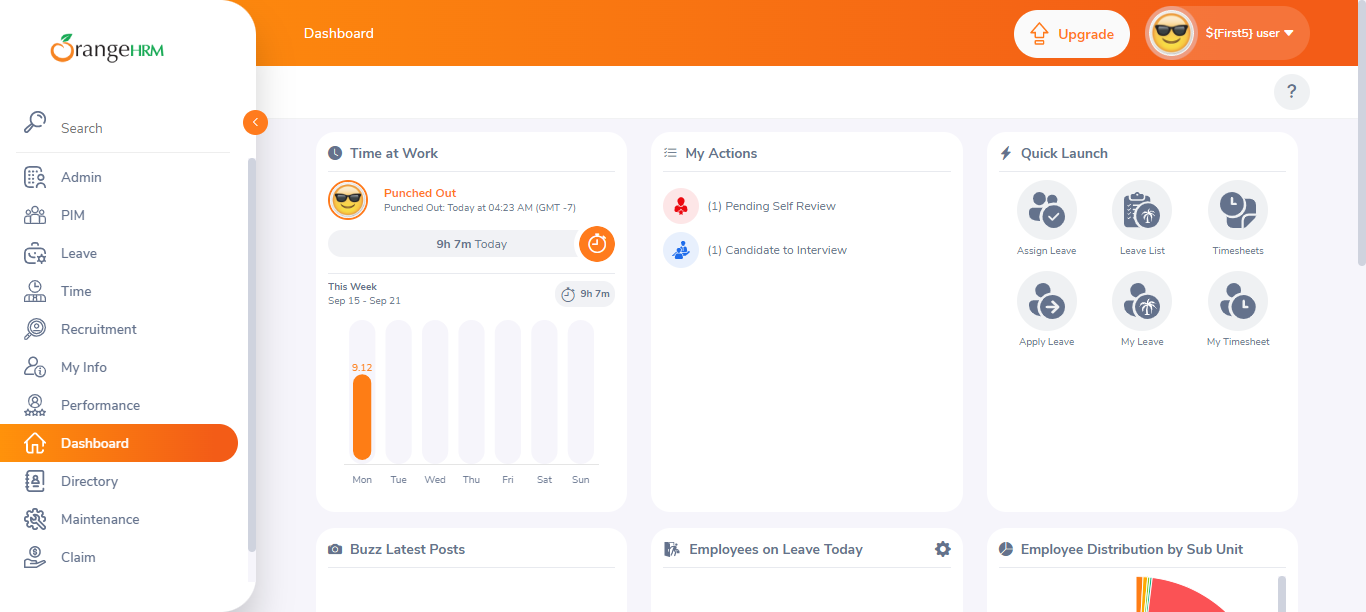 OrangeHRM
Search
Admin
PIM
Leave
Time
Recruitment
My Info
Performance
Dashboard
Directory
Maintenance
Claim
Dashboard
Upgrade
${First5} user
?
Time at Work
Punched Out
Punched Out: Today at 04:23 AM (GMT -7)
9h 7m Today
This Week
Sep 15 - Sep 21
9h 7m
9.12
Mon Tue Wed Thu Fri Sat Sun
My Actions
(1) Pending Self Review
(1) Candidate to Interview
Quick Launch
Assign Leave Leave List Timesheets
Apply Leave My Leave My Timesheet
Buzz Latest Posts
Employees on Leave Today
Employee Distribution by Sub Unit